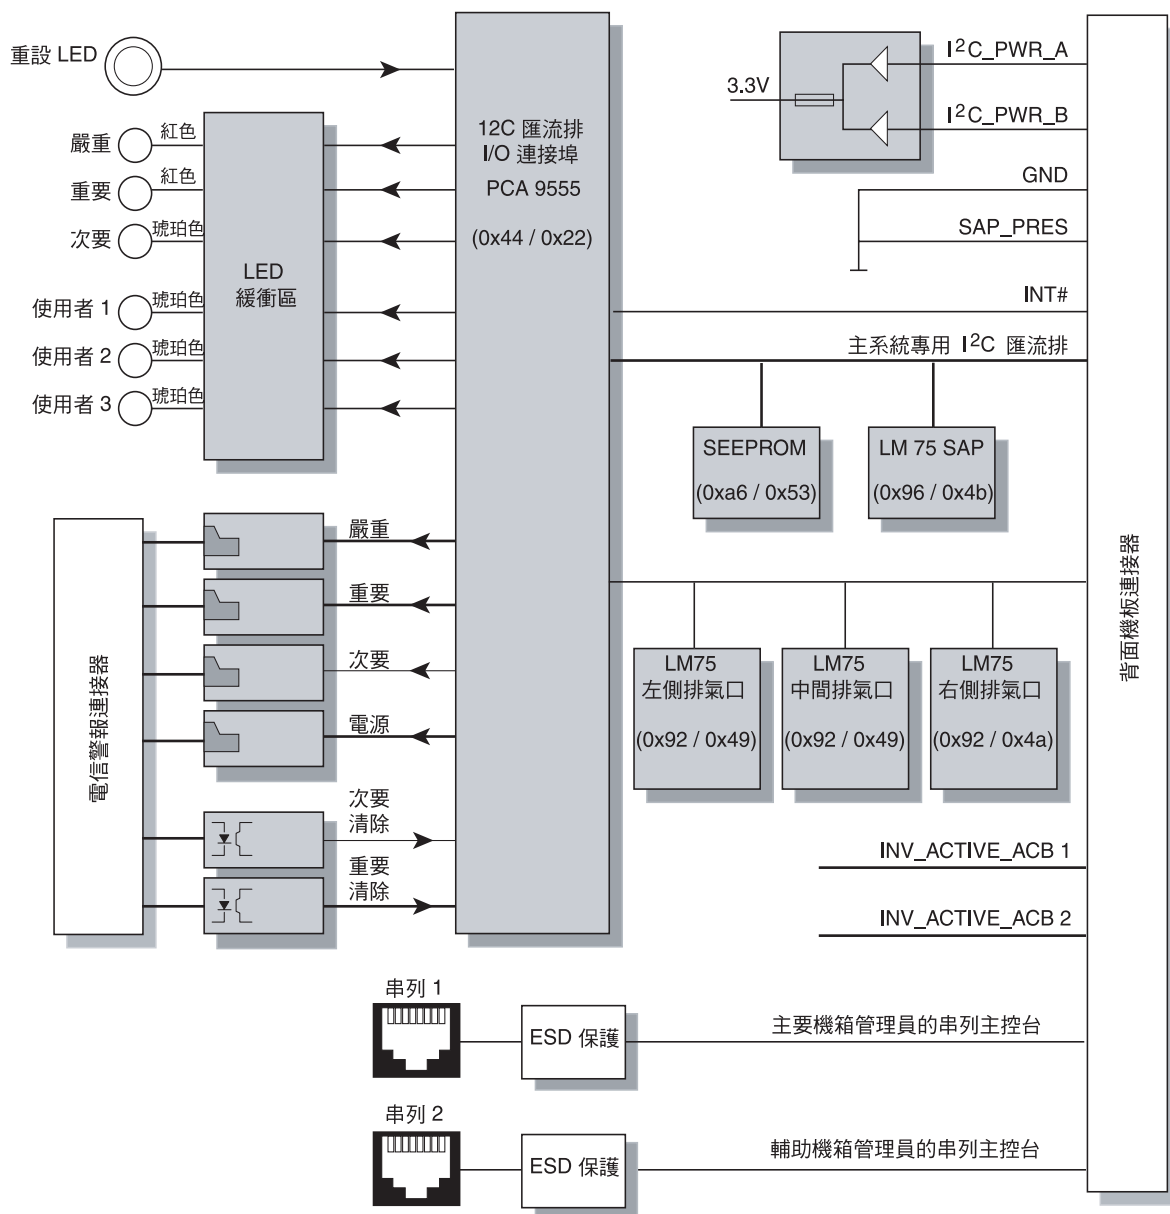 重設 LED
嚴重
紅色
重要
紅色
次要
琥珀色
使用者 1
琥珀色
使用者 2
琥珀色
使用者 3
琥珀色
LED
緩衝區
12C 匯流排
I/O 連接埠
PCA 9555
(0x44 / 0x22)
3.3V
I²C_PWR_A
I²C_PWR_B
GND
SAP_PRES
INT#
主系統專用 I²C 匯流排
SEEPROM
(0xa6 / 0x53)
LM 75 SAP
(0x96 / 0x4b)
電信警報連接器
嚴重
重要
次要
電源
次要
清除
重要
清除
LM75
左側排氣口
(0x92 / 0x49)
LM75
中間排氣口
(0x92 / 0x49)
LM75
右側排氣口
(0x92 / 0x4a)
背面機板連接器
INV_ACTIVE_ACB 1
INV_ACTIVE_ACB 2
串列 1
ESD 保護
主要機箱管理員的串列主控台
串列 2
ESD 保護
輔助機箱管理員的串列主控台